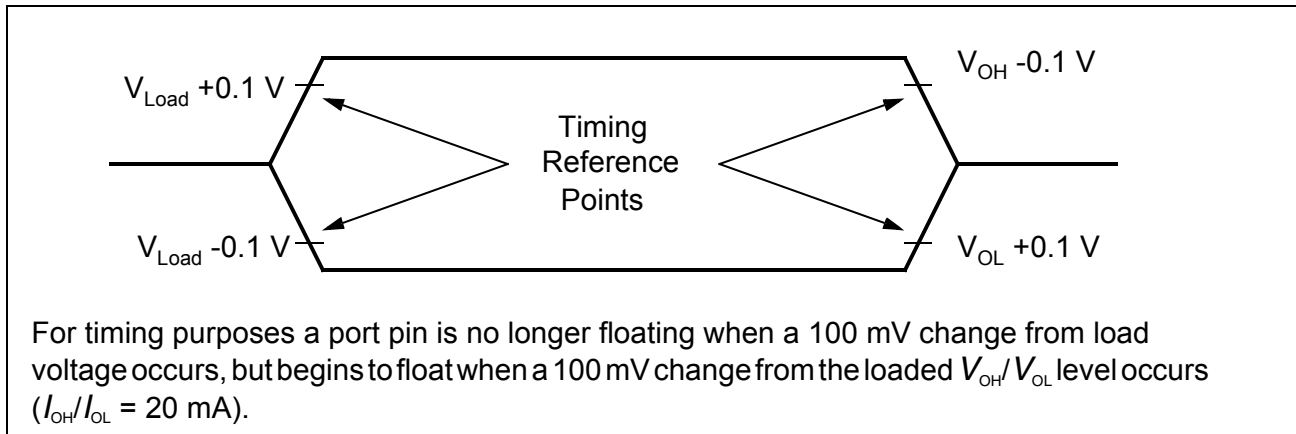 V_Load +0.1 V
V_OH -0.1 V
Timing
Reference
Points
V_Load -0.1 V
V_OL +0.1 V
For timing purposes a port pin is no longer floating when a 100 mV change from load
voltage occurs, but begins to float when a 100 mV change from the loaded V_OH/V_OL level occurs
(I_OH/I_OL = 20 mA).